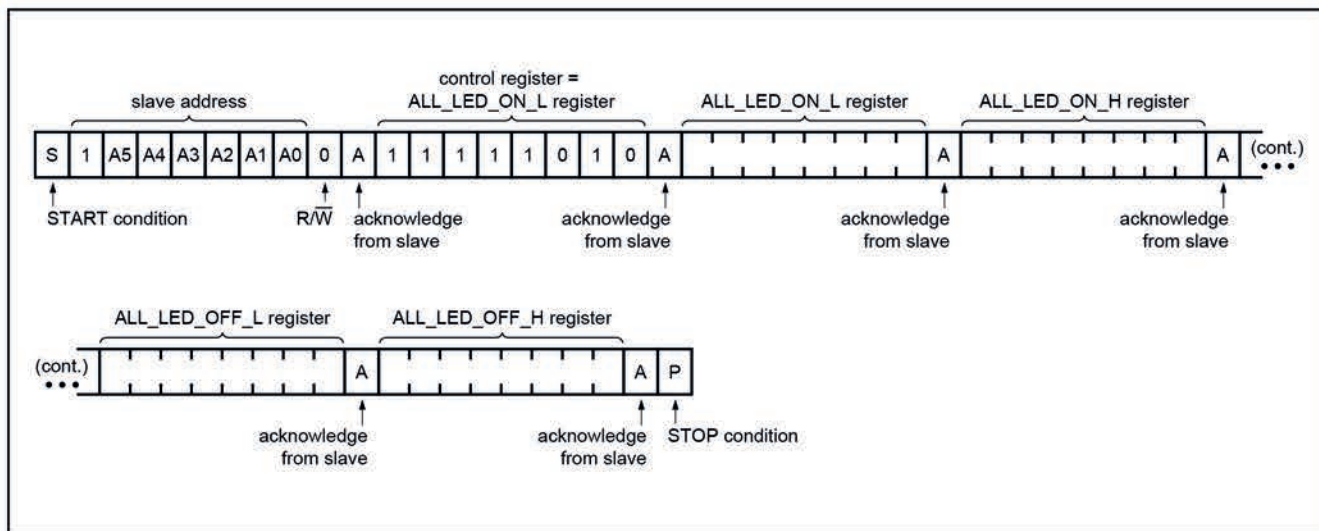 control register =
slave address
ALL_LED_ON_L register
ALL_LED_ON_L register
ALL_LED_ON_H register
S 1 A5 A4 A3 A2 A1 A0 0 A 1 1 1 1 1 0 1 0 A A A (cont.) •••
START condition
R/W̅
acknowledge
from slave
acknowledge
from slave
acknowledge
from slave
acknowledge
from slave
ALL_LED_OFF_L register
ALL_LED_OFF_H register
(cont.) ••• A A P
acknowledge
from slave
acknowledge
from slave
STOP condition